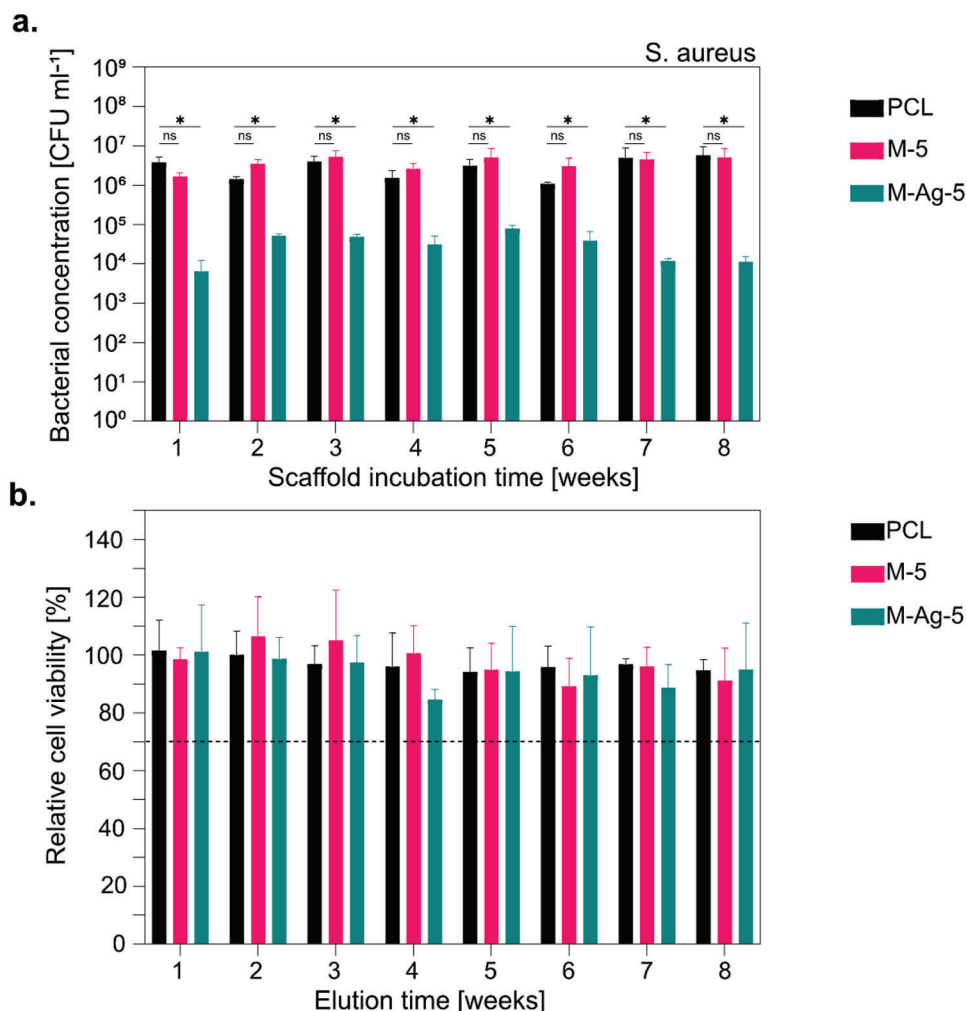 a.
S. aureus
Bacterial concentration [CFU ml⁻¹]
10⁹
10⁸
10⁷
10⁶
10⁵
10⁴
10³
10²
10¹
10⁰
* * * * * * * *
ns ns ns ns ns ns ns ns
1 2 3 4 5 6 7 8
Scaffold incubation time [weeks]
PCL
M-5
M-Ag-5
b.
Relative cell viability [%]
140
120
100
80
60
40
20
0
1 2 3 4 5 6 7 8
Elution time [weeks]
PCL
M-5
M-Ag-5